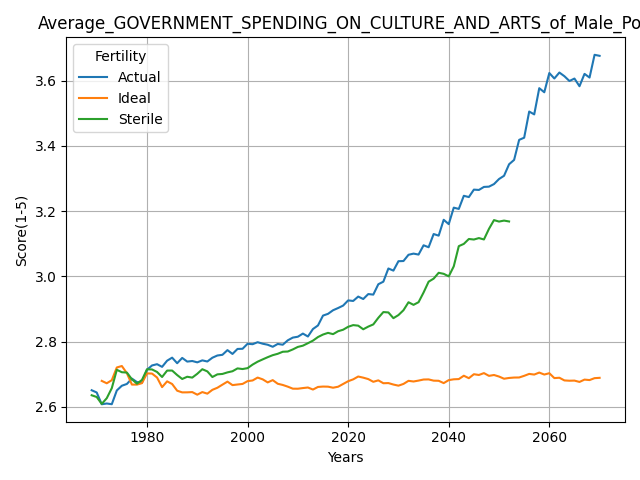 Average_GOVERNMENT_SPENDING_ON_CULTURE_AND_ARTS_of_Male_Po
Fertility
Actual
Ideal
Sterile
3.6
3.4
3.2
3.0
2.8
2.6
Score(1-5)
1980 2000 2020 2040 2060
Years